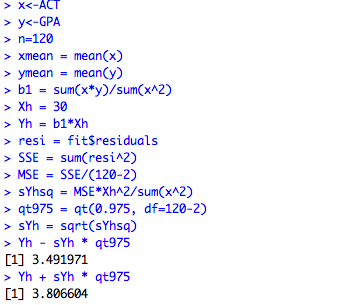 > x<-ACT
> y<-GPA
> n=120
> xmean = mean(x)
> ymean = mean(y)
> b1 = sum(x*y)/sum(x^2)
> Xh = 30
> Yh = b1*Xh
> resi = fit$residuals
> SSE = sum(resi^2)
> MSE = SSE/(120-2)
> sYhsq = MSE*Xh^2/sum(x^2)
> qt975 = qt(0.975, df=120-2)
> sYh = sqrt(sYhsq)
> Yh - sYh * qt975
[1] 3.491971
> Yh + sYh * qt975
[1] 3.806604